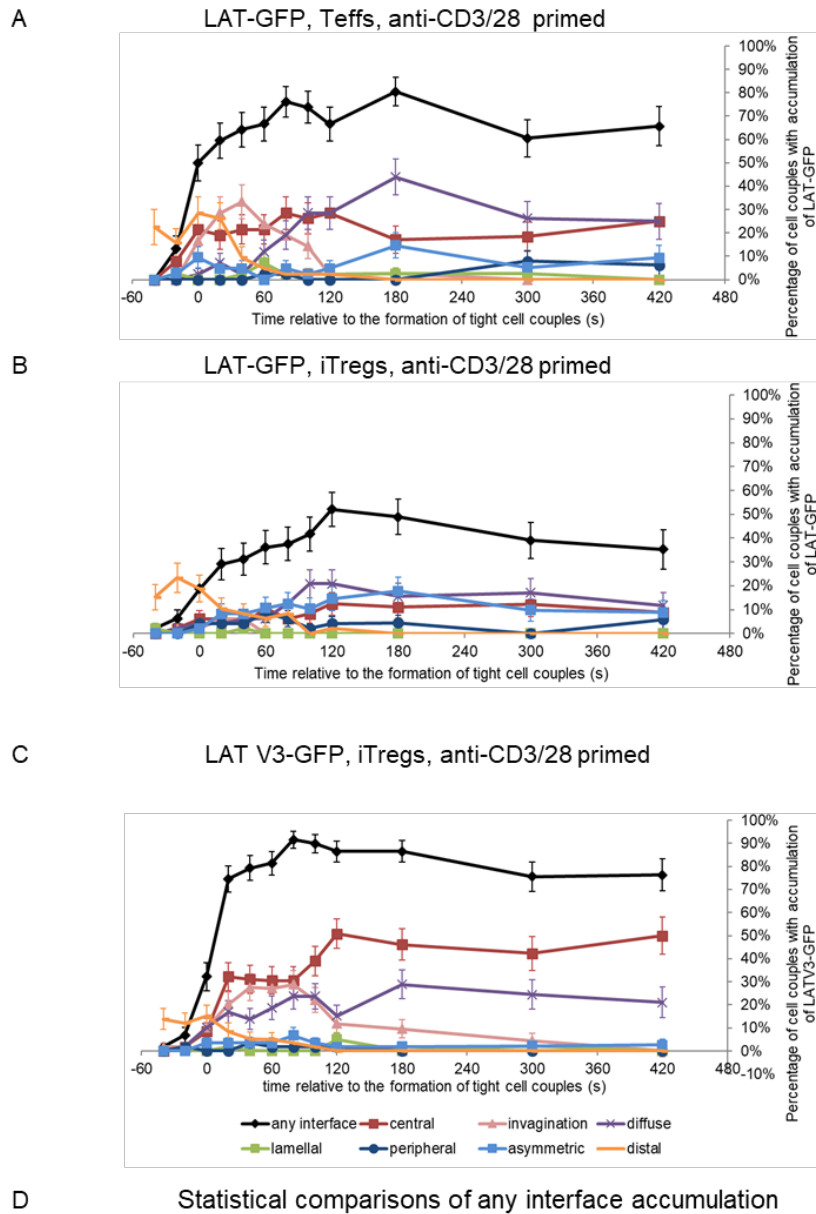 A
LAT-GFP, Teffs, anti-CD3/28 primed
100%
90%
80%
70%
60%
50%
40%
30%
20%
10%
0%
-60 0 60 120 180 240 300 360 420 480
Time relative to the formation of tight cell couples (s)
Percentage of cell couples with accumulation
of LAT-GFP
B
LAT-GFP, iTregs, anti-CD3/28 primed
100%
90%
80%
70%
60%
50%
40%
30%
20%
10%
0%
-60 0 60 120 180 240 300 360 420 480
Time relative to the formation of tight cell couples (s)
Percentage of cell couples with accumulation
of LAT-GFP
C
LAT V3-GFP, iTregs, anti-CD3/28 primed
100%
90%
80%
70%
60%
50%
40%
30%
20%
10%
0%
-10%
-60 0 60 120 180 240 300 360 420 480
time relative to the formation of tight cell couples (s)
Percentage of cell couples with accumulation
of LATV3-GFP
any interface central invagination diffuse
lamellal peripheral asymmetric distal
D
Statistical comparisons of any interface accumulation